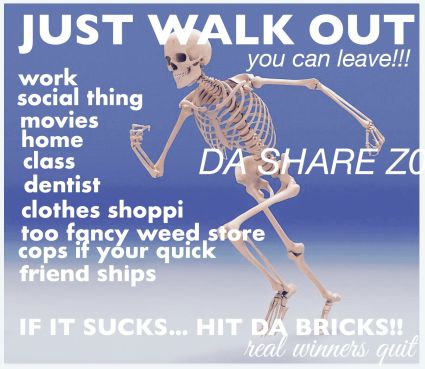 JUST WALK OUT
you can leave!!!
work
social thing
movies
home
class
DA SHARE Z0
dentist
clothes shoppi
too fancy weed store
cops if your quick
friend ships
IF IT SUCKS... HIT DA BRICKS!!
real winners quit